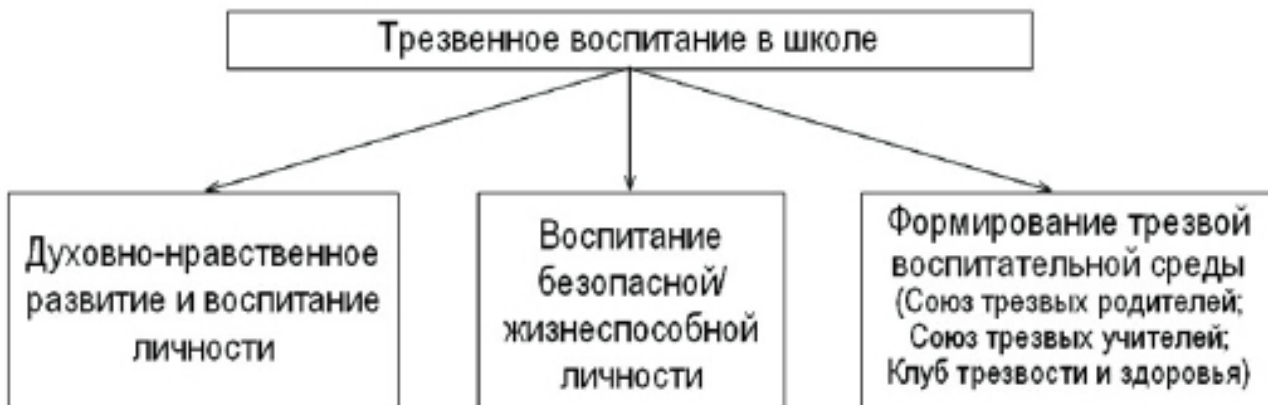 Трезвенное воспитание в школе
Духовно-нравственное
развитие и воспитание
личности
Воспитание
безопасной/
жизнеспособной
личности
Формирование трезвой
воспитательной среды
(Союз трезвых родителей;
Союз трезвых учителей;
Клуб трезвости и здоровья)